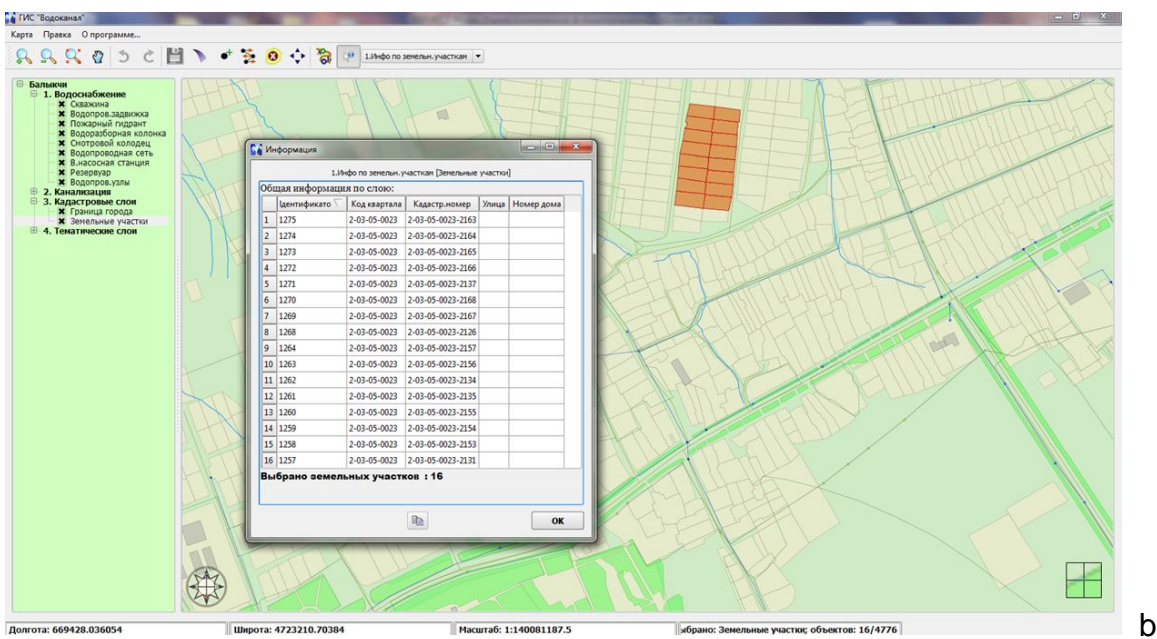 ГИС "Водоканал"
Карта Правка О программе...
1.Инфо по земельн.участкам
Балыкчи
1. Водоснабжение
Скважина
Водопров.задвижка
Пожарный гидрант
Водоразборная колонка
Смотровой колодец
Водопроводная сеть
В.насосная станция
Резервуар
Водопров.узлы
2. Канализация
3. Кадастровые слои
Граница города
Земельные участки
4. Тематические слои
Информация
1.Инфо по земельн.участкам [Земельные участки]
Общая информация по слою:
Ідентификато Код квартала Кадастр.номер Улица Номер дома
1 1275 2-03-05-0023 2-03-05-0023-2163
2 1274 2-03-05-0023 2-03-05-0023-2164
3 1273 2-03-05-0023 2-03-05-0023-2165
4 1272 2-03-05-0023 2-03-05-0023-2166
5 1271 2-03-05-0023 2-03-05-0023-2137
6 1270 2-03-05-0023 2-03-05-0023-2168
7 1269 2-03-05-0023 2-03-05-0023-2167
8 1268 2-03-05-0023 2-03-05-0023-2126
9 1264 2-03-05-0023 2-03-05-0023-2157
10 1263 2-03-05-0023 2-03-05-0023-2156
11 1262 2-03-05-0023 2-03-05-0023-2134
12 1261 2-03-05-0023 2-03-05-0023-2135
13 1260 2-03-05-0023 2-03-05-0023-2155
14 1259 2-03-05-0023 2-03-05-0023-2154
15 1258 2-03-05-0023 2-03-05-0023-2153
16 1257 2-03-05-0023 2-03-05-0023-2131
Выбрано земельных участков : 16
OK
Долгота: 669428.036054 Широта: 4723210.70384 Масштаб: 1:140081187.5 ыбрано: Земельные участки; объектов: 16/4776
b